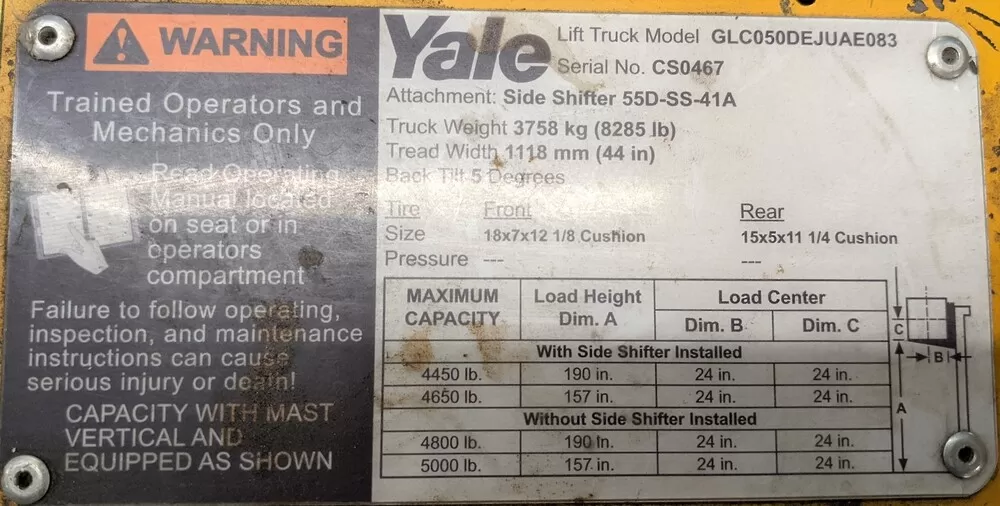 WARNING
Trained Operators and
Mechanics Only
Read Operating
Manual located
on seat or in
operators
compartment
Failure to follow operating,
inspection, and maintenance
instructions can cause
serious injury or death!
CAPACITY WITH MAST
VERTICAL AND
EQUIPPED AS SHOWN
Yale
Lift Truck Model GLC050DEJUAE083
Serial No. CS0467
Attachment: Side Shifter 55D-SS-41A
Truck Weight 3758 kg (8285 lb)
Tread Width 1118 mm (44 in)
Back Tilt 5 Degrees
Tire Front Rear
Size 18x7x12 1/8 Cushion 15x5x11 1/4 Cushion
Pressure --- ---
MAXIMUM CAPACITY Load Height Dim. A Load Center
Dim. B Dim. C
With Side Shifter Installed
4450 lb. 190 in. 24 in. 24 in.
4650 lb. 157 in. 24 in. 24 in.
Without Side Shifter Installed
4800 lb. 190 in. 24 in. 24 in.
5000 lb. 157 in. 24 in. 24 in.
C
B
A